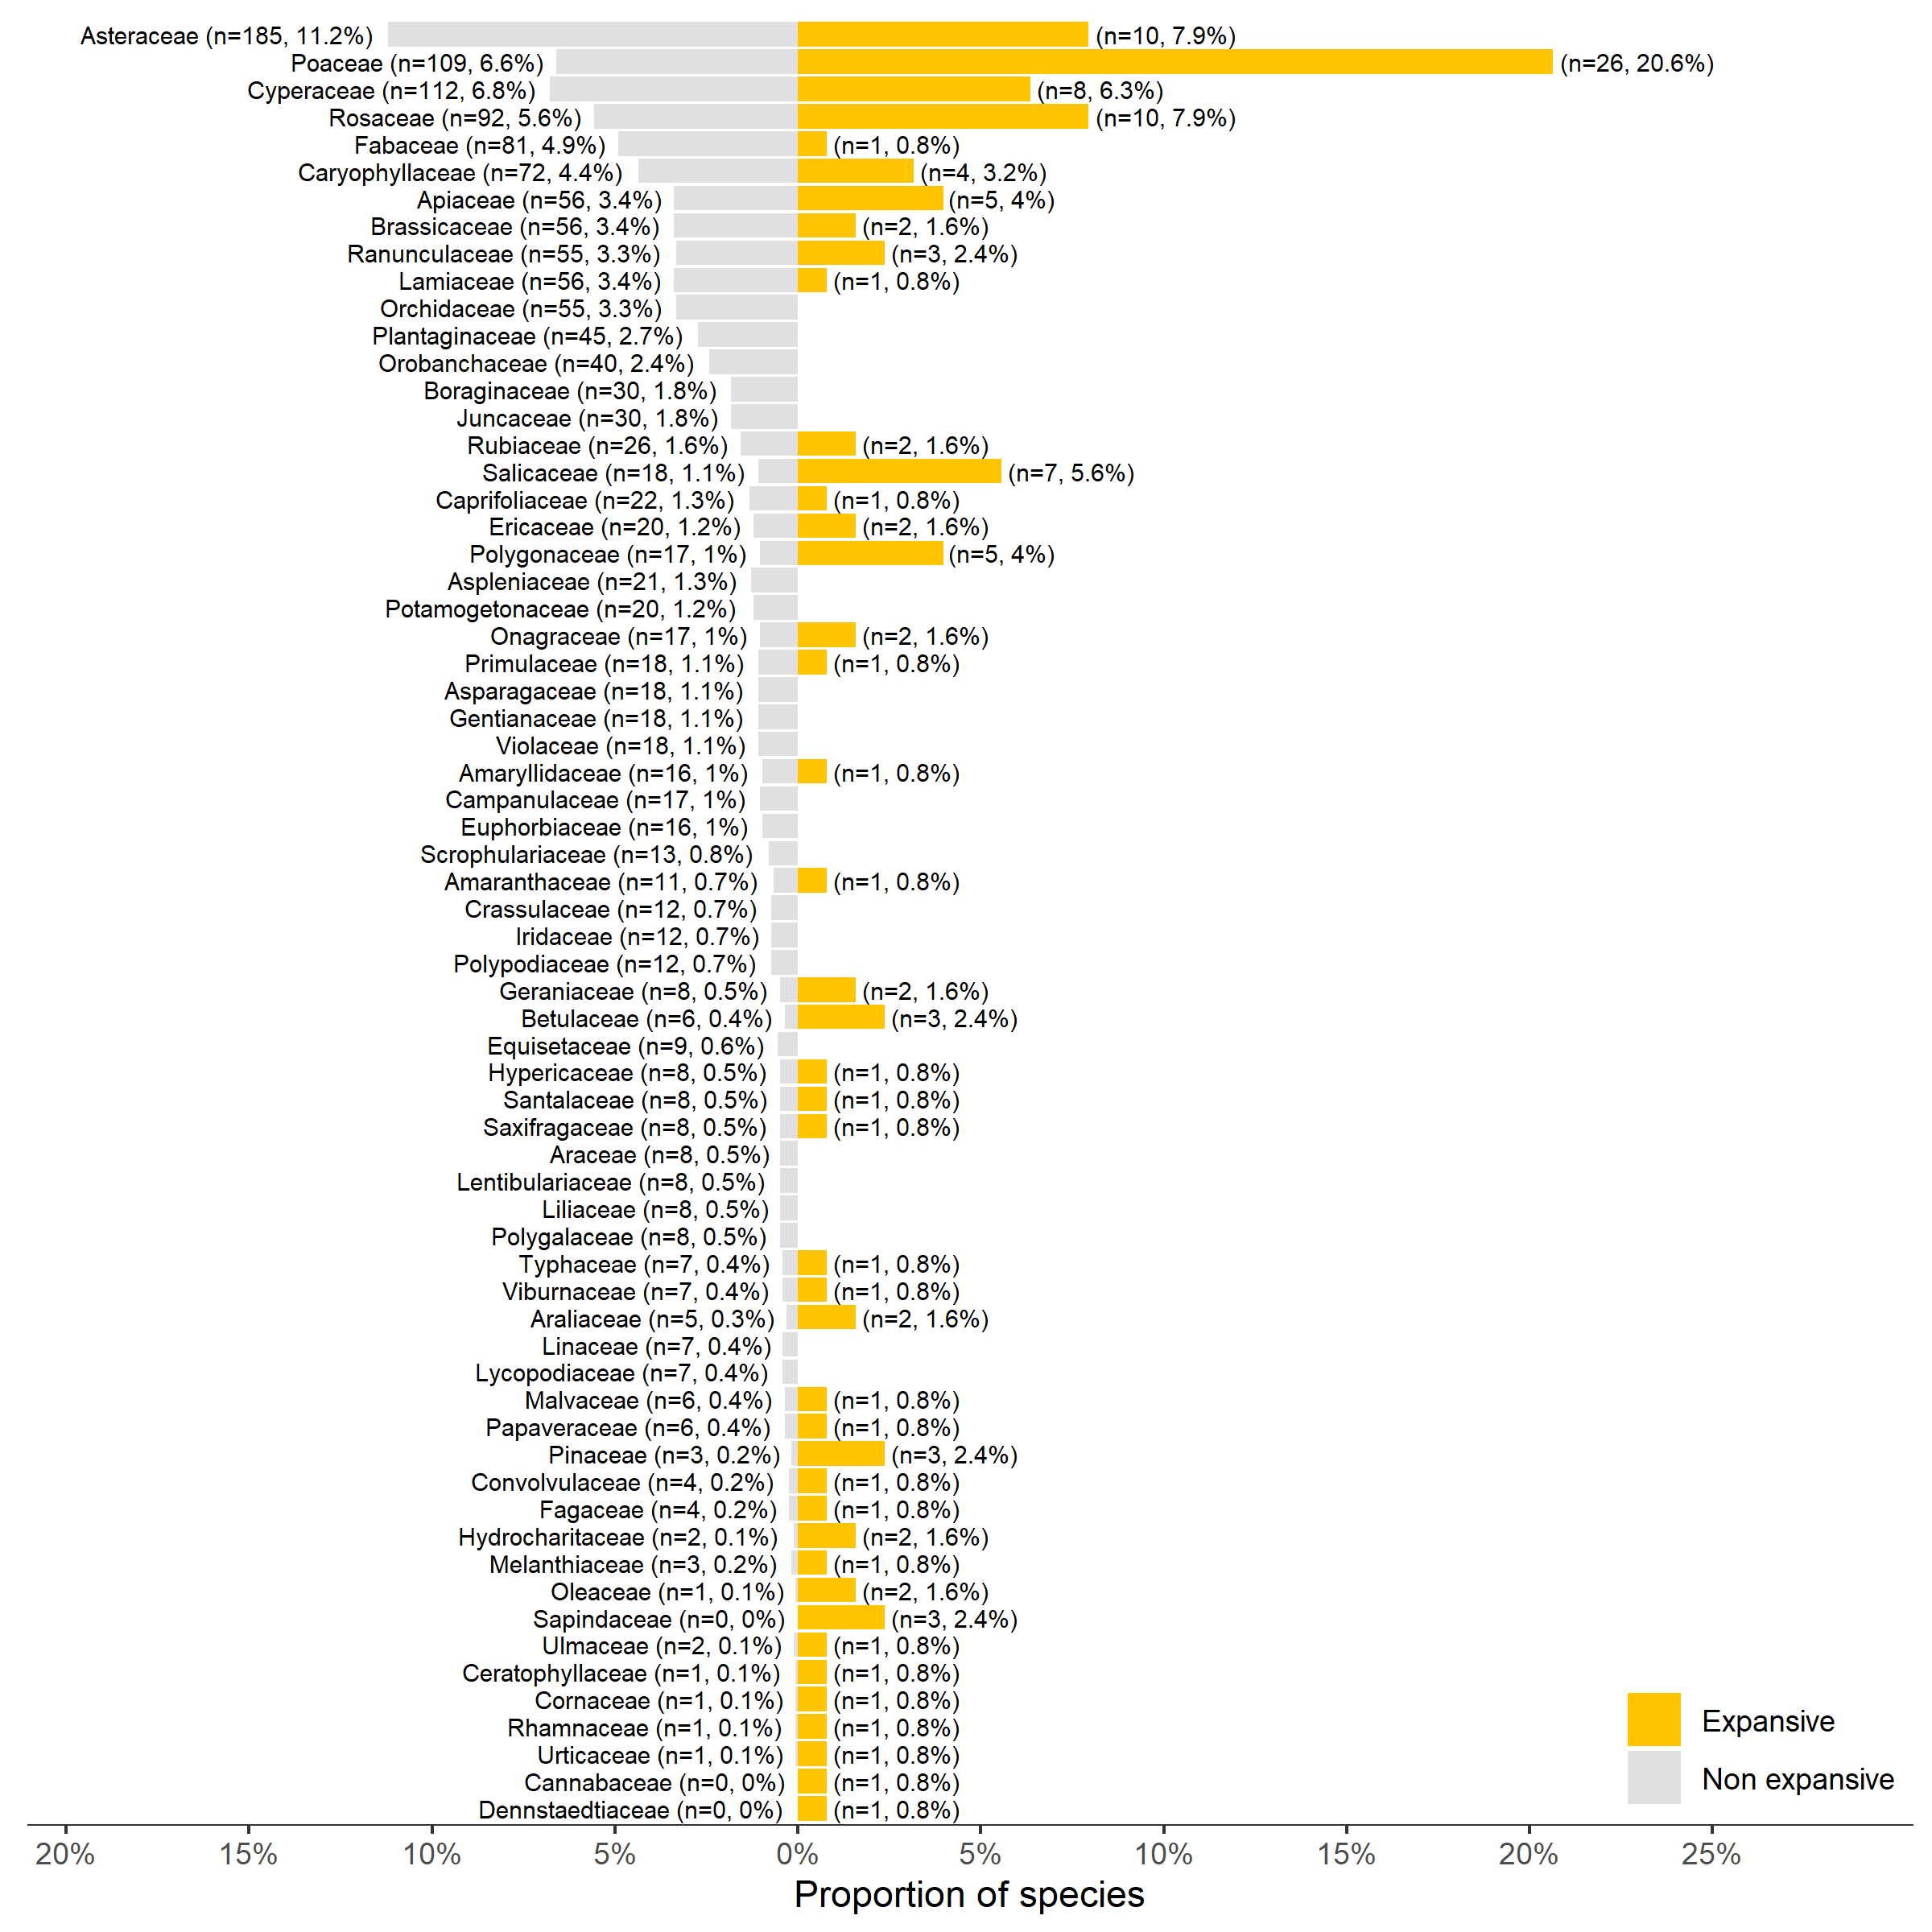 Asteraceae (n=185, 11.2%) (n=10, 7.9%)
Poaceae (n=109, 6.6%) (n=26, 20.6%)
Cyperaceae (n=112, 6.8%) (n=8, 6.3%)
Rosaceae (n=92, 5.6%) (n=10, 7.9%)
Fabaceae (n=81, 4.9%) (n=1, 0.8%)
Caryophyllaceae (n=72, 4.4%) (n=4, 3.2%)
Apiaceae (n=56, 3.4%) (n=5, 4%)
Brassicaceae (n=56, 3.4%) (n=2, 1.6%)
Ranunculaceae (n=55, 3.3%) (n=3, 2.4%)
Lamiaceae (n=56, 3.4%) (n=1, 0.8%)
Orchidaceae (n=55, 3.3%)
Plantaginaceae (n=45, 2.7%)
Orobanchaceae (n=40, 2.4%)
Boraginaceae (n=30, 1.8%)
Juncaceae (n=30, 1.8%)
Rubiaceae (n=26, 1.6%) (n=2, 1.6%)
Salicaceae (n=18, 1.1%) (n=7, 5.6%)
Caprifoliaceae (n=22, 1.3%) (n=1, 0.8%)
Ericaceae (n=20, 1.2%) (n=2, 1.6%)
Polygonaceae (n=17, 1%) (n=5, 4%)
Aspleniaceae (n=21, 1.3%)
Potamogetonaceae (n=20, 1.2%)
Onagraceae (n=17, 1%) (n=2, 1.6%)
Primulaceae (n=18, 1.1%) (n=1, 0.8%)
Asparagaceae (n=18, 1.1%)
Gentianaceae (n=18, 1.1%)
Violaceae (n=18, 1.1%)
Amaryllidaceae (n=16, 1%) (n=1, 0.8%)
Campanulaceae (n=17, 1%)
Euphorbiaceae (n=16, 1%)
Scrophulariaceae (n=13, 0.8%)
Amaranthaceae (n=11, 0.7%) (n=1, 0.8%)
Crassulaceae (n=12, 0.7%)
Iridaceae (n=12, 0.7%)
Polypodiaceae (n=12, 0.7%)
Geraniaceae (n=8, 0.5%) (n=2, 1.6%)
Betulaceae (n=6, 0.4%) (n=3, 2.4%)
Equisetaceae (n=9, 0.6%)
Hypericaceae (n=8, 0.5%) (n=1, 0.8%)
Santalaceae (n=8, 0.5%) (n=1, 0.8%)
Saxifragaceae (n=8, 0.5%) (n=1, 0.8%)
Araceae (n=8, 0.5%)
Lentibulariaceae (n=8, 0.5%)
Liliaceae (n=8, 0.5%)
Polygalaceae (n=8, 0.5%)
Typhaceae (n=7, 0.4%) (n=1, 0.8%)
Viburnaceae (n=7, 0.4%) (n=1, 0.8%)
Araliaceae (n=5, 0.3%) (n=2, 1.6%)
Linaceae (n=7, 0.4%)
Lycopodiaceae (n=7, 0.4%)
Malvaceae (n=6, 0.4%) (n=1, 0.8%)
Papaveraceae (n=6, 0.4%) (n=1, 0.8%)
Pinaceae (n=3, 0.2%) (n=3, 2.4%)
Convolvulaceae (n=4, 0.2%) (n=1, 0.8%)
Fagaceae (n=4, 0.2%) (n=1, 0.8%)
Hydrocharitaceae (n=2, 0.1%) (n=2, 1.6%)
Melanthiaceae (n=3, 0.2%) (n=1, 0.8%)
Oleaceae (n=1, 0.1%) (n=2, 1.6%)
Sapindaceae (n=0, 0%) (n=3, 2.4%)
Ulmaceae (n=2, 0.1%) (n=1, 0.8%)
Ceratophyllaceae (n=1, 0.1%) (n=1, 0.8%)
Cornaceae (n=1, 0.1%) (n=1, 0.8%)
Rhamnaceae (n=1, 0.1%) (n=1, 0.8%)
Urticaceae (n=1, 0.1%) (n=1, 0.8%)
Cannabaceae (n=0, 0%) (n=1, 0.8%)
Dennstaedtiaceae (n=0, 0%) (n=1, 0.8%)
Expansive
Non expansive
20% 15% 10% 5% 0% 5% 10% 15% 20% 25%
Proportion of species